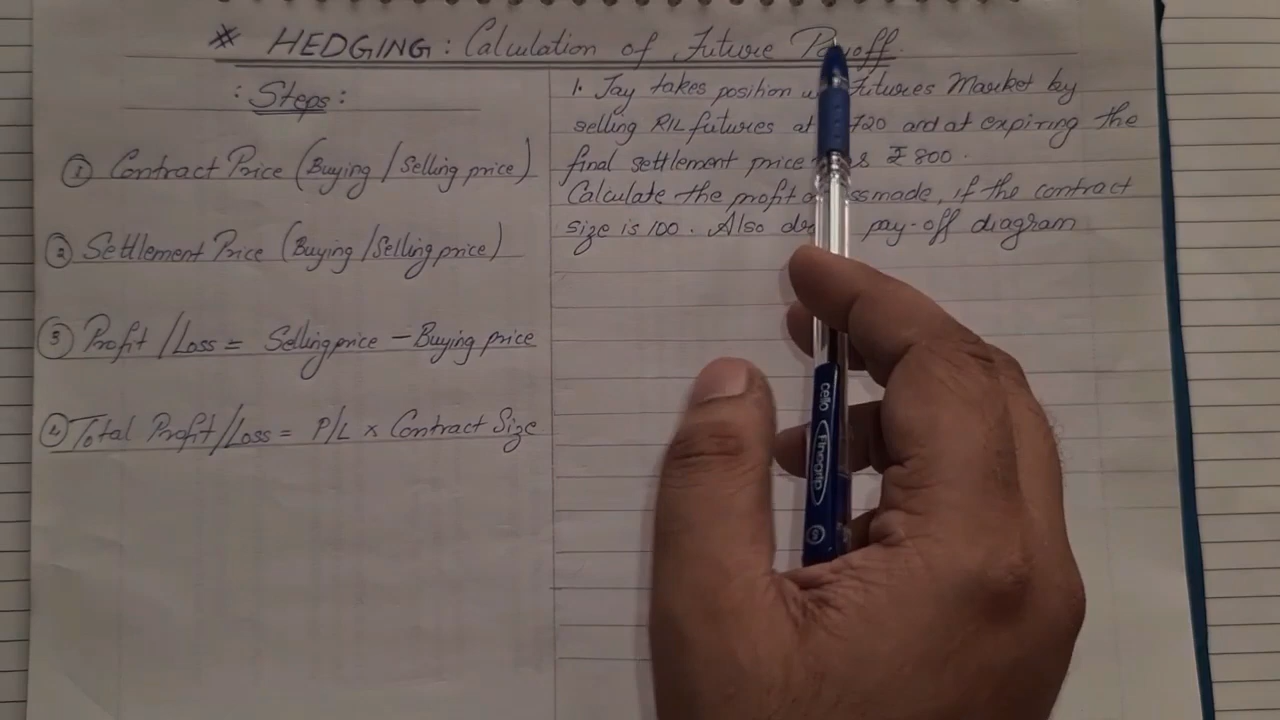 * HEDGING: Calculation of Future Payoff.
: Steps :
① Contract Price (Buying / Selling price)
② Settlement Price (Buying / Selling price)
③ Profit / Loss = Selling price - Buying price
④ Total Profit / Loss = P/L x Contract Size
1. Jay takes position Futures Market by
selling RIL futures at 720 and at expiring the
final settlement price ₹ 800.
Calculate the profit made, if the contract
size is 100. Also pay-off diagram
cello
Finegrip